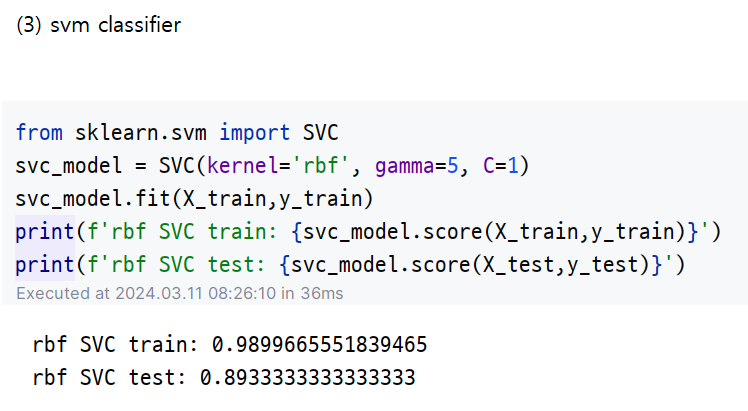 (3) svm classifier
from sklearn.svm import SVC
svc_model = SVC(kernel='rbf', gamma=5, C=1)
svc_model.fit(X_train,y_train)
print(f'rbf SVC train: {svc_model.score(X_train,y_train)}')
print(f'rbf SVC test: {svc_model.score(X_test,y_test)}')
Executed at 2024.03.11 08:26:10 in 36ms
rbf SVC train: 0.9899665551839465
rbf SVC test: 0.8933333333333333